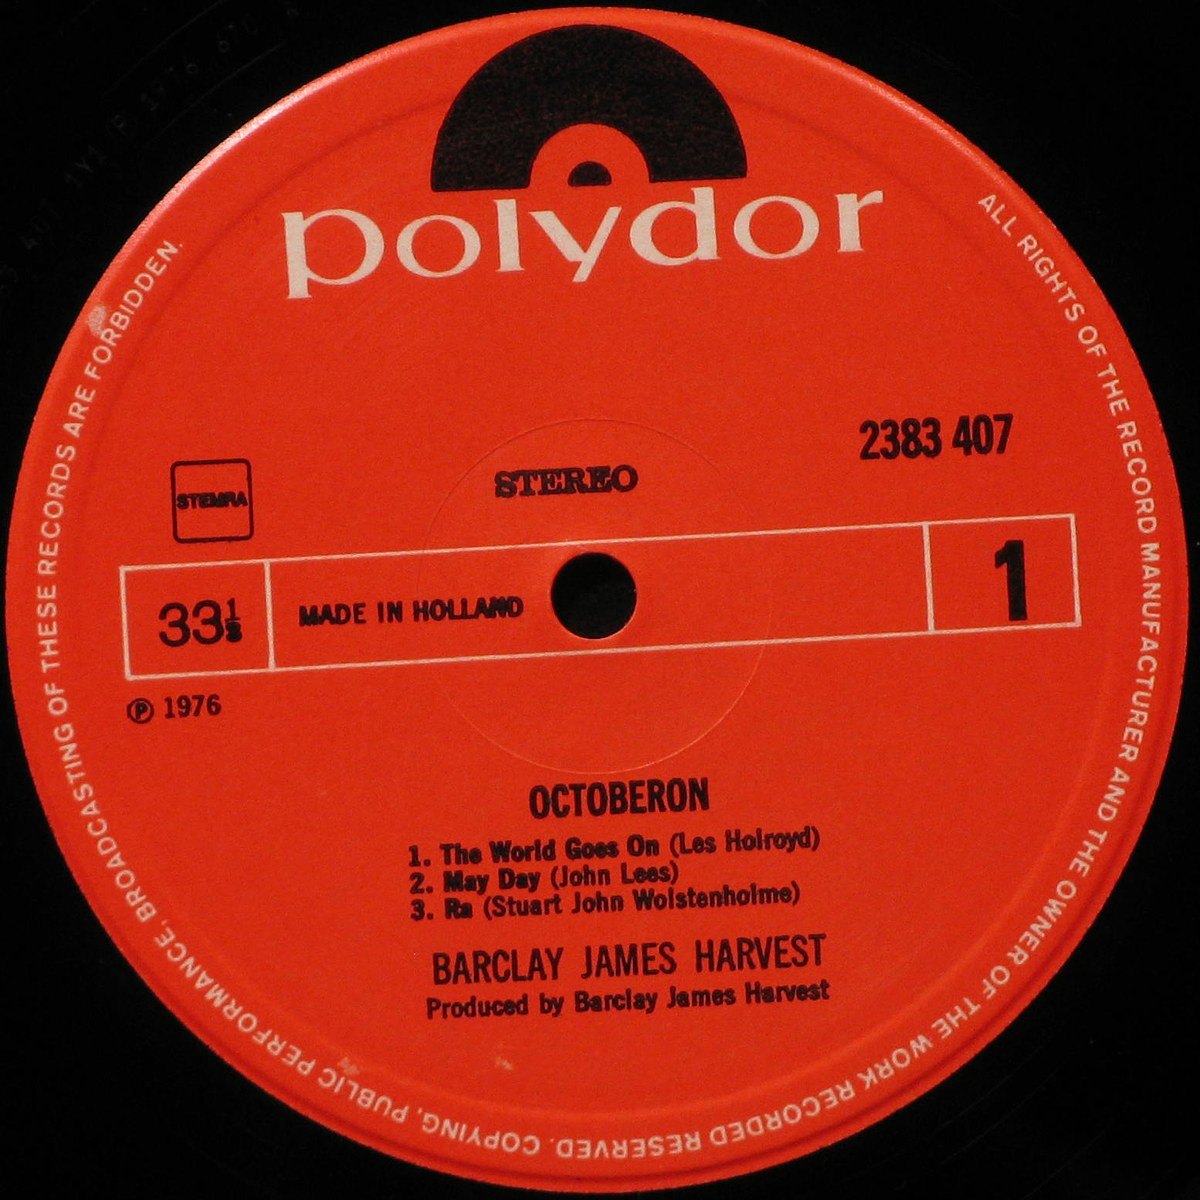 polydor
2383 407
STEREO
STEMRA
33⅓
MADE IN HOLLAND
1
Ⓟ 1976
OCTOBERON
1. The World Goes On (Les Holroyd)
2. May Day (John Lees)
3. Ra (Stuart John Wolstenholme)
BARCLAY JAMES HARVEST
Produced by Barclay James Harvest
ALL RIGHTS OF THE RECORD MANUFACTURER AND THE OWNER OF THE WORK RECORDED RESERVED. COPYING, PUBLIC PERFORMANCE, BROADCASTING OF THESE RECORDS ARE FORBIDDEN.